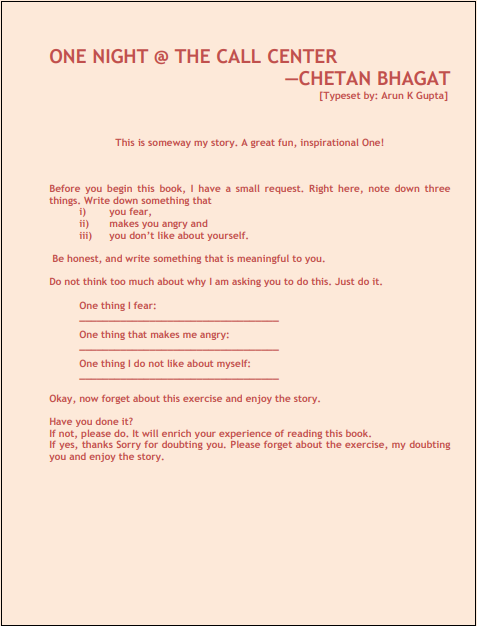 ONE NIGHT @ THE CALL CENTER
—CHETAN BHAGAT
[Typeset by: Arun K Gupta]
This is someway my story. A great fun, inspirational One!
Before you begin this book, I have a small request. Right here, note down three
things. Write down something that
i) you fear,
ii) makes you angry and
iii) you don’t like about yourself.
Be honest, and write something that is meaningful to you.
Do not think too much about why I am asking you to do this. Just do it.
One thing I fear:
One thing that makes me angry:
One thing I do not like about myself:
Okay, now forget about this exercise and enjoy the story.
Have you done it?
If not, please do. It will enrich your experience of reading this book.
If yes, thanks Sorry for doubting you. Please forget about the exercise, my doubting
you and enjoy the story.